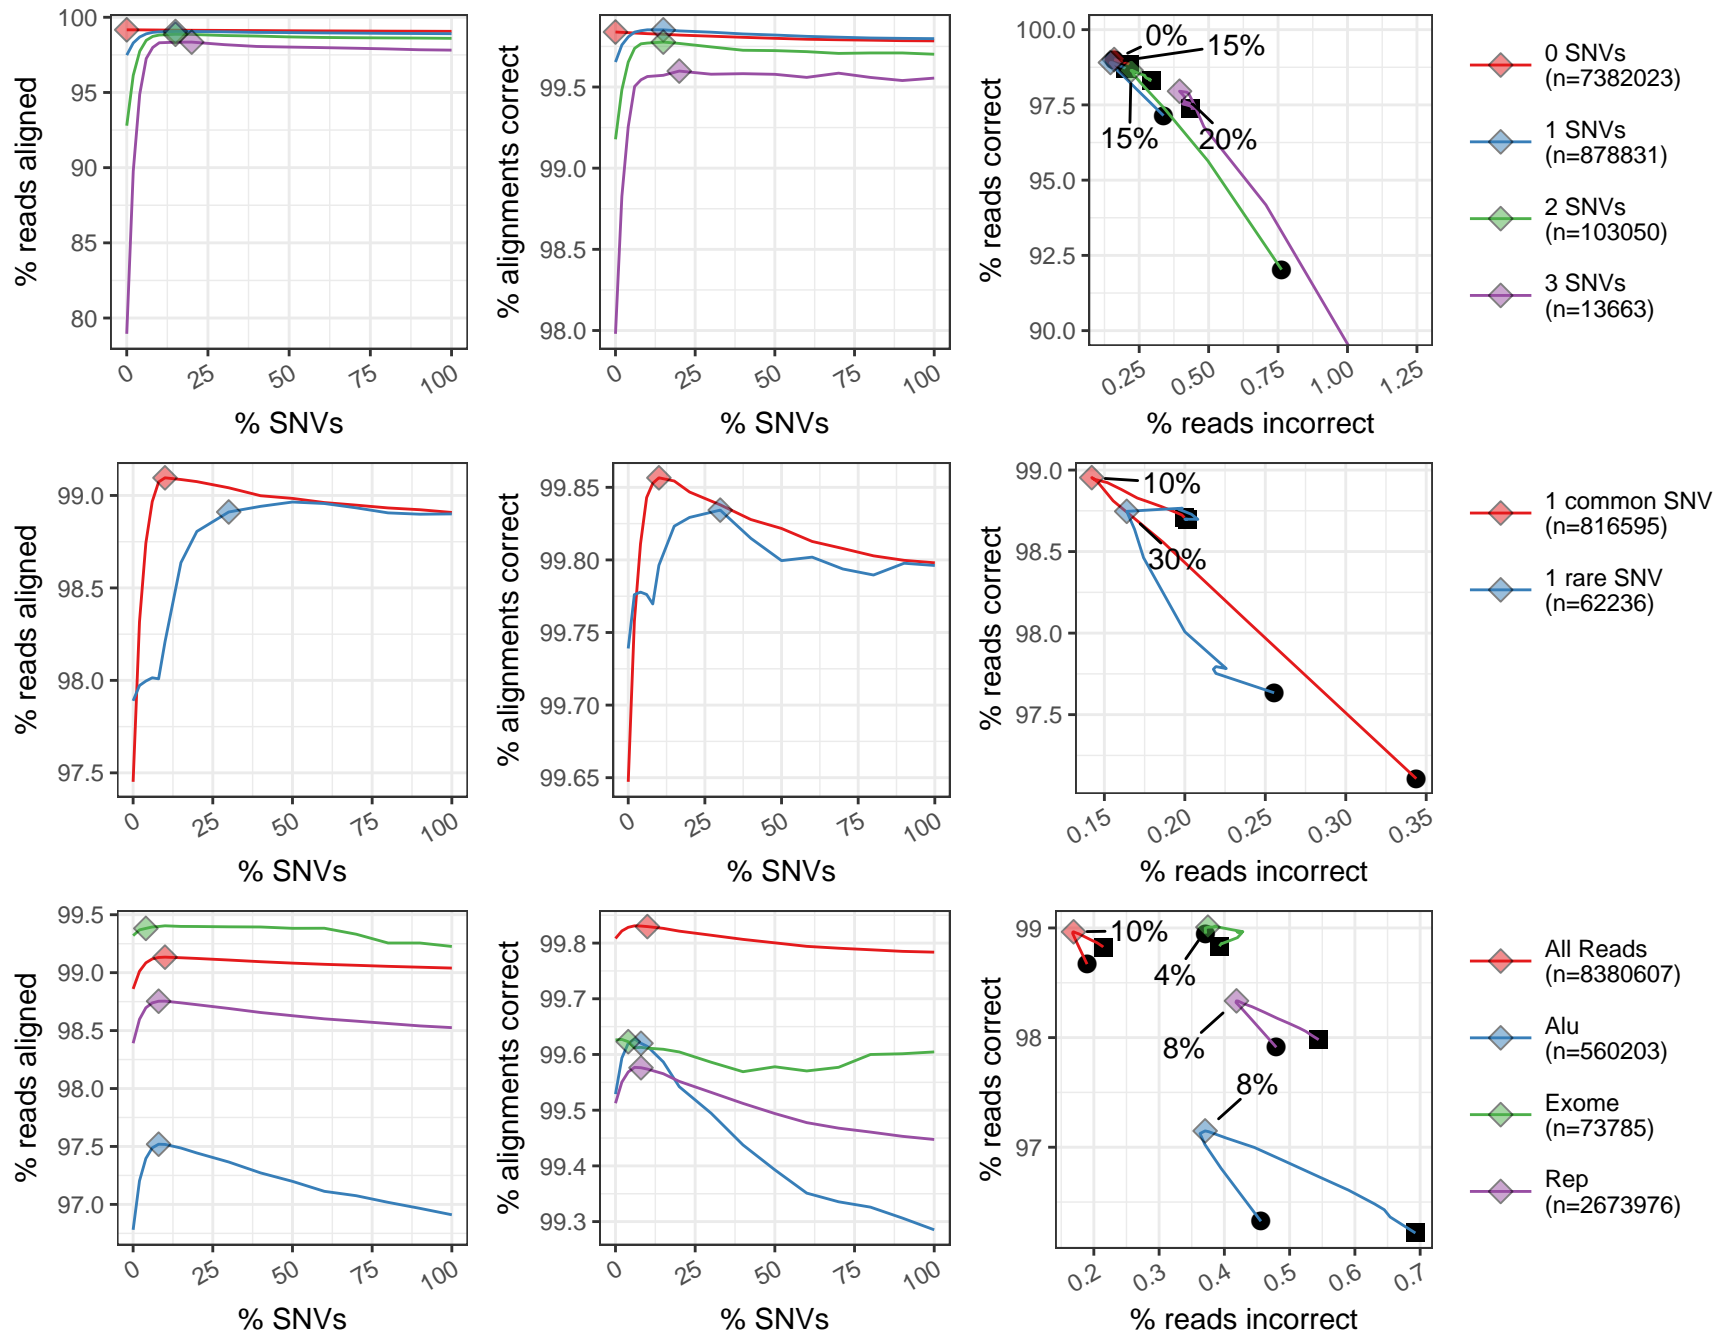 % reads aligned
100
95
90
85
80
0
25
50
75
100
% SNVs
% alignments correct
99.5
99.0
98.5
98.0
0
25
50
75
100
% SNVs
% reads correct
100.0
97.5
95.0
92.5
90.0
0%
15%
15%
20%
0.25
0.50
0.75
1.00
1.25
% reads incorrect
0 SNVs
(n=7382023)
1 SNVs
(n=878831)
2 SNVs
(n=103050)
3 SNVs
(n=13663)
% reads aligned
99.0
98.5
98.0
97.5
0
25
50
75
100
% SNVs
% alignments correct
99.85
99.80
99.75
99.70
99.65
0
25
50
75
100
% SNVs
% reads correct
99.0
98.5
98.0
97.5
10%
30%
0.15
0.20
0.25
0.30
0.35
% reads incorrect
1 common SNV
(n=816595)
1 rare SNV
(n=62236)
% reads aligned
99.5
99.0
98.5
98.0
97.5
97.0
0
25
50
75
100
% SNVs
% alignments correct
99.8
99.7
99.6
99.5
99.4
99.3
0
25
50
75
100
% SNVs
% reads correct
99
98
97
10%
4%
8%
8%
0.2
0.3
0.4
0.5
0.6
0.7
% reads incorrect
All Reads
(n=8380607)
Alu
(n=560203)
Exome
(n=73785)
Rep
(n=2673976)